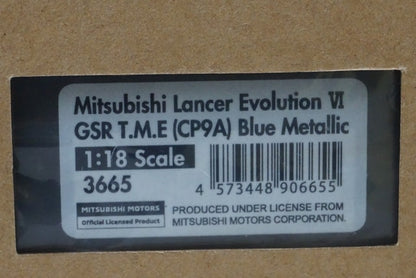 Mitsubishi Lancer Evolution VI
GSR T.M.E (CP9A) Blue Metallic
1:18 Scale
3665
4 573448 906655
MITSUBISHI MOTORS
Official Licensed Product
PRODUCED UNDER LICENSE FROM
MITSUBISHI MOTORS CORPORATION.